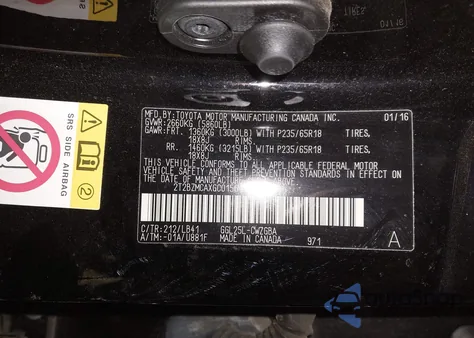 MFD.BY: TOYOTA MOTOR MANUFACTURING CANADA INC. 01/16
GVWR: 2660KG (5860LB)
GAWR: FRT. 1360KG (3000LB) WITH P235/65R18 TIRES,
18X8J RIMS.
RR. 1460KG (3219LB) WITH P235/65R18 TIRES,
18X8J RIMS.
THIS VEHICLE CONFORMS TO ALL APPLICABLE FEDERAL MOTOR
VEHICLE SAFETY AND THEFT PREVENTION STANDARDS
IN EFFECT ON THE DATE OF MANUFACTURE SHOWN ABOVE.
C/TR: 212/LB41 GGL25L-CWZGBA
A/TM: -01A/U881F MADE IN CANADA 971 A
SRS SIDE AIRBAG